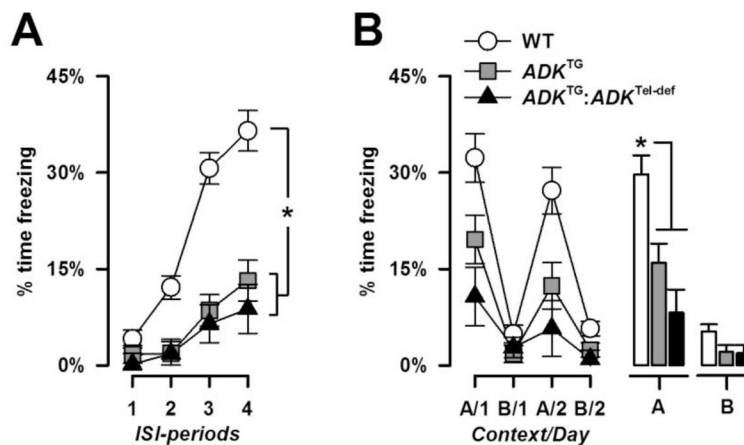 A
45%
30%
15%
0%
% time freezing
*
1 2 3 4
ISI-periods
B
WT
ADKTG
ADKTG:ADKTel-def
45%
30%
15%
0%
% time freezing
*
A/1 B/1 A/2 B/2
Context/Day
A B